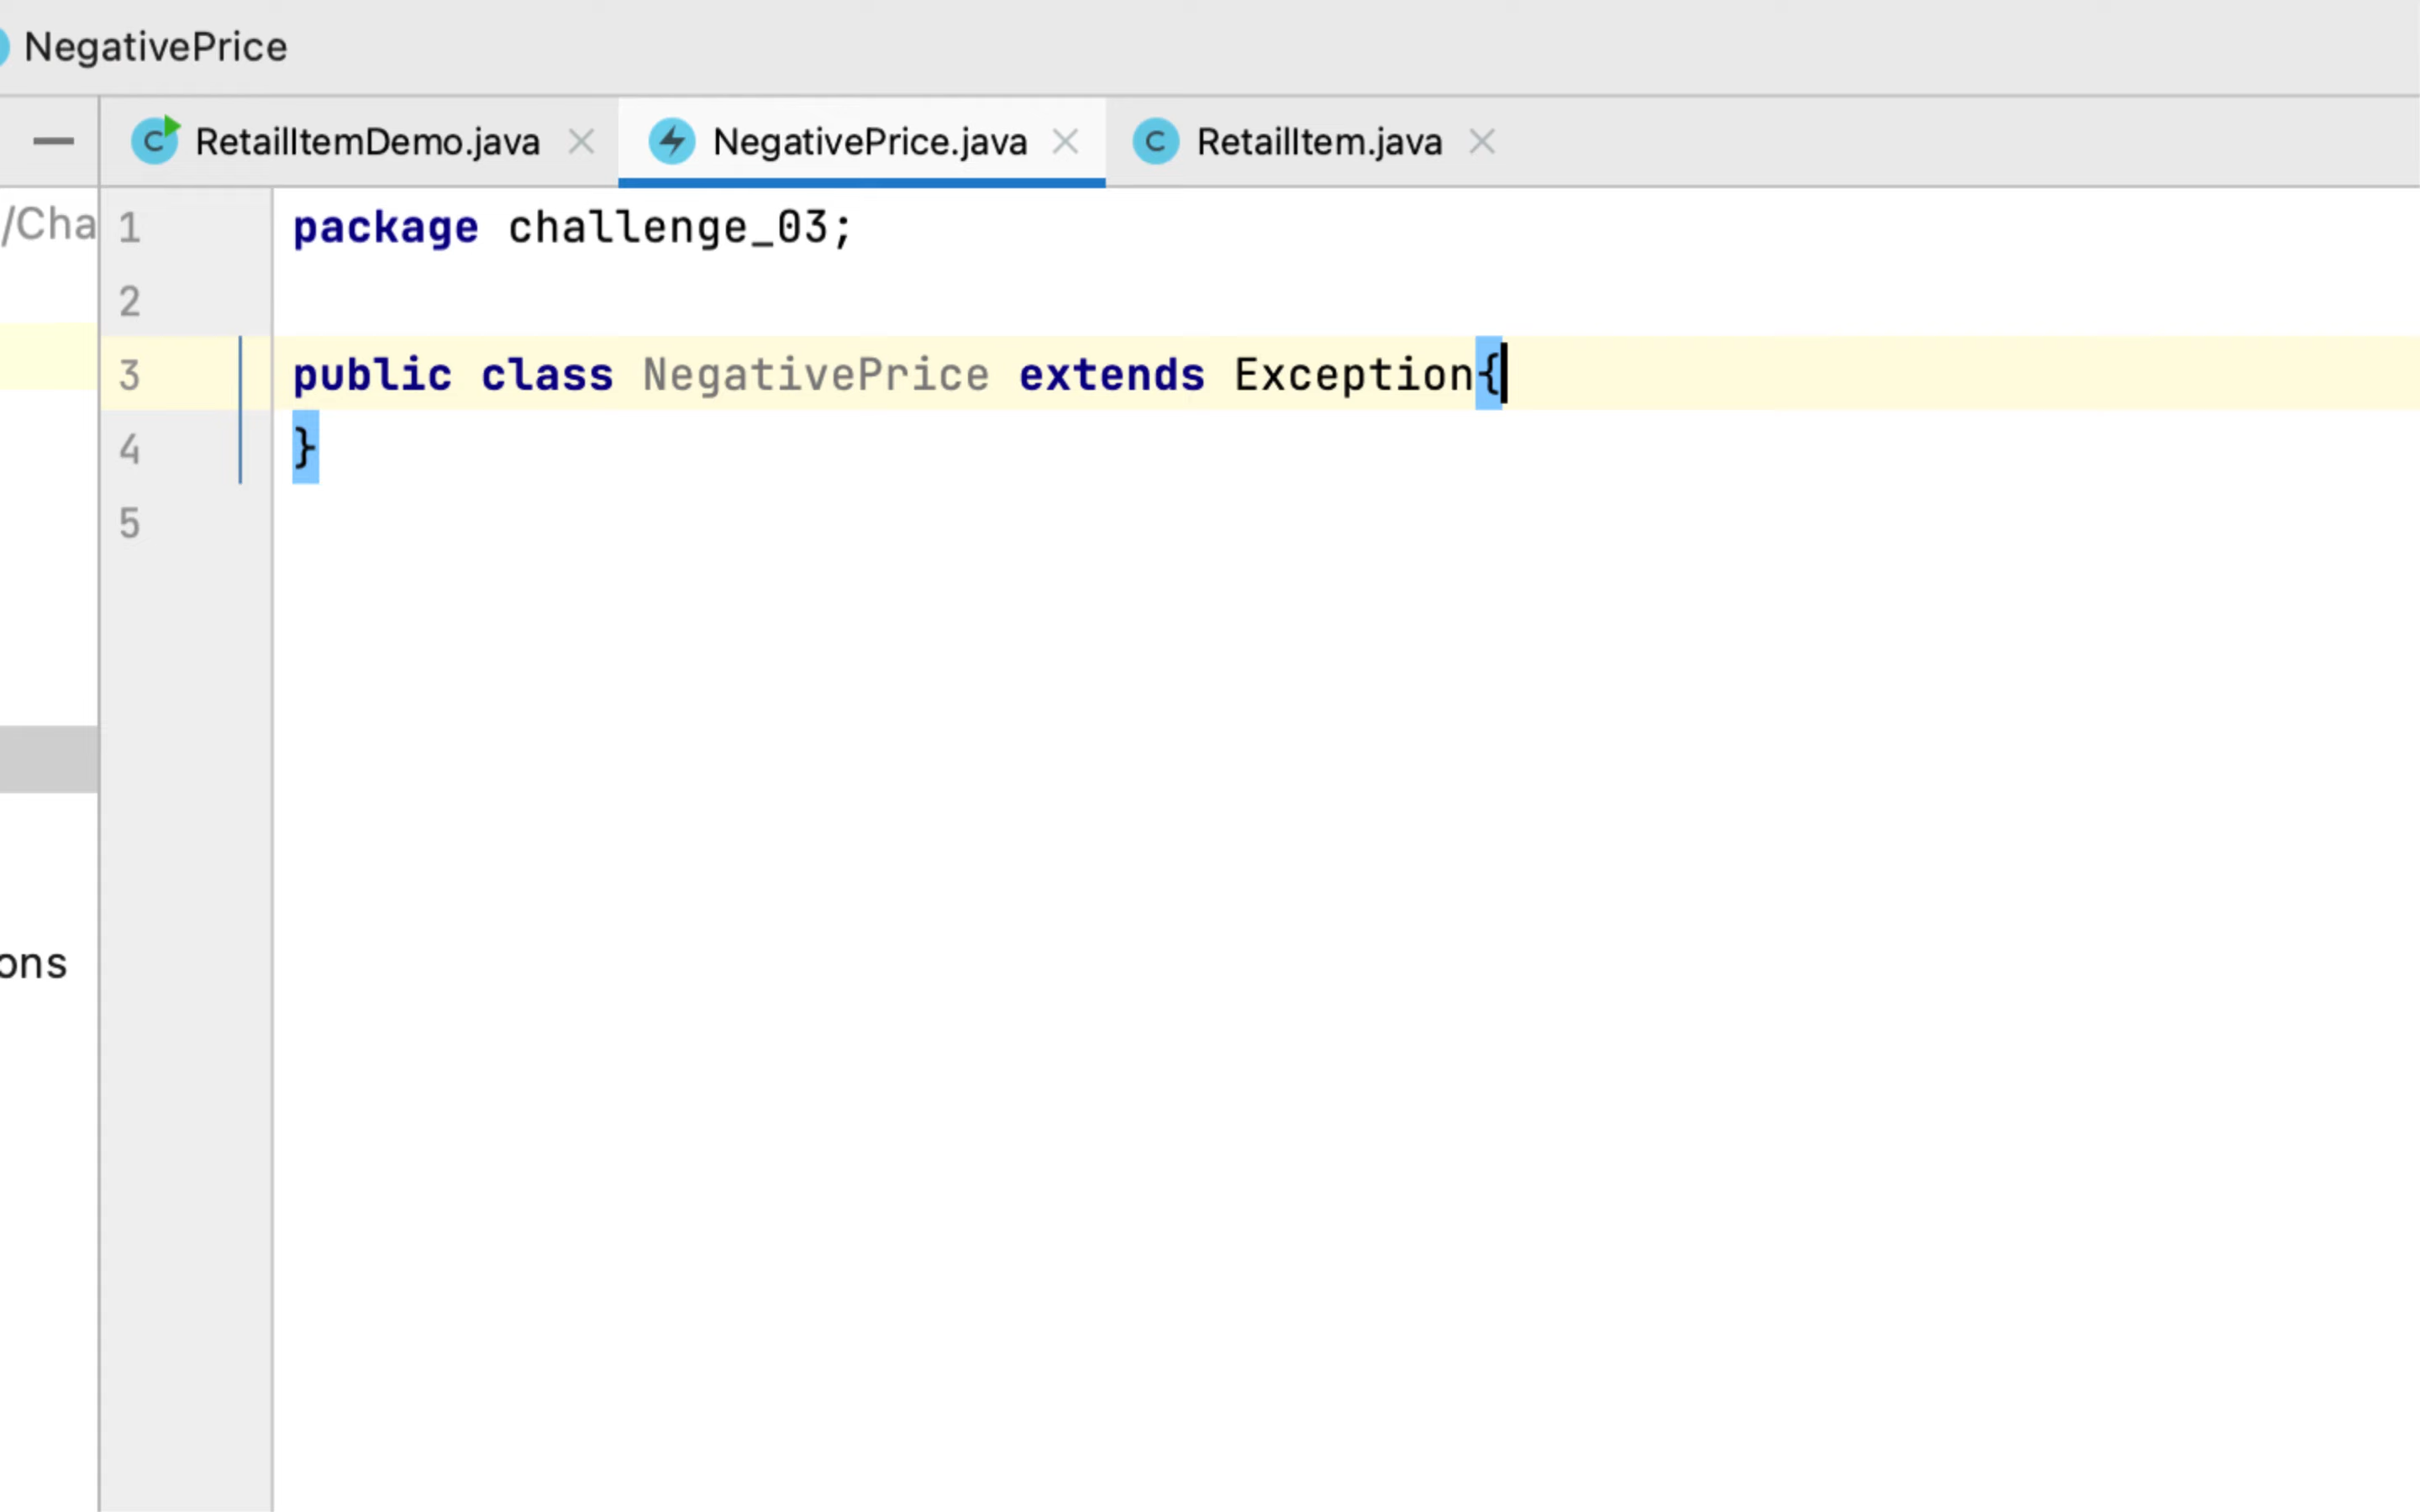 NegativePrice
RetailItemDemo.java NegativePrice.java RetailItem.java
/Cha
1 package challenge_03;
2
3 public class NegativePrice extends Exception{
4 }
5
ons